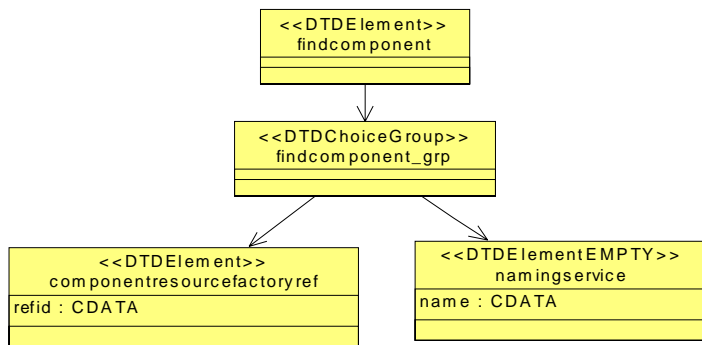 <<DTDElement>>
findcomponent
<<DTDChoiceGroup>>
findcomponent_grp
<<DTDElement>>
componentresourcefactoryref
refid : CDATA
<<DTDElementEMPTY>>
namingservice
name : CDATA